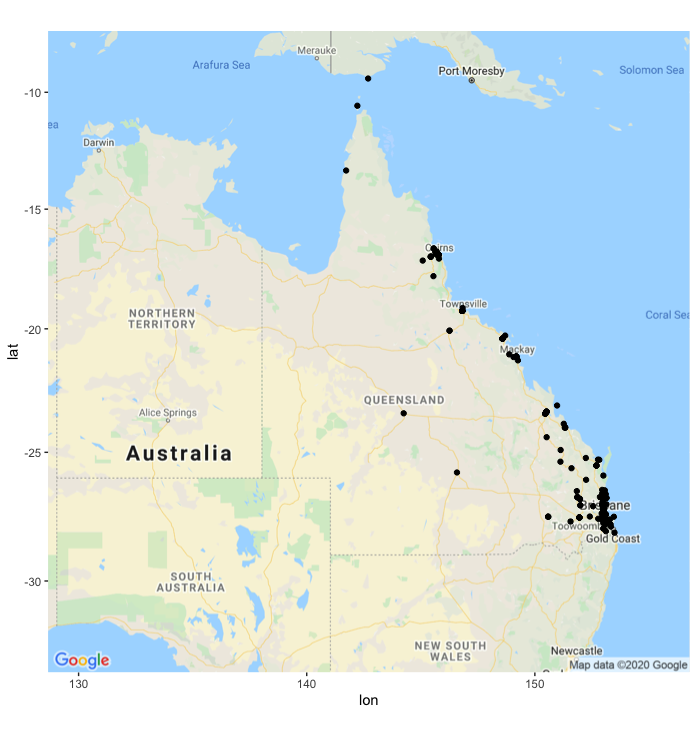 Merauke
Arafura Sea
Port Moresby
Solomon Sea
-10
ea
Darwin
-15
Cairns
Townsville
NORTHERN
TERRITORY
Coral Sea
-20
Mackay
lat
QUEENSLAND
Alice Springs
Australia
-25
Brisbane
Toowoomba
Gold Coast
-30
SOUTH
AUSTRALIA
NEW SOUTH
WALES
Newcastle
Google
Map data ©2020 Google
130
140
150
lon